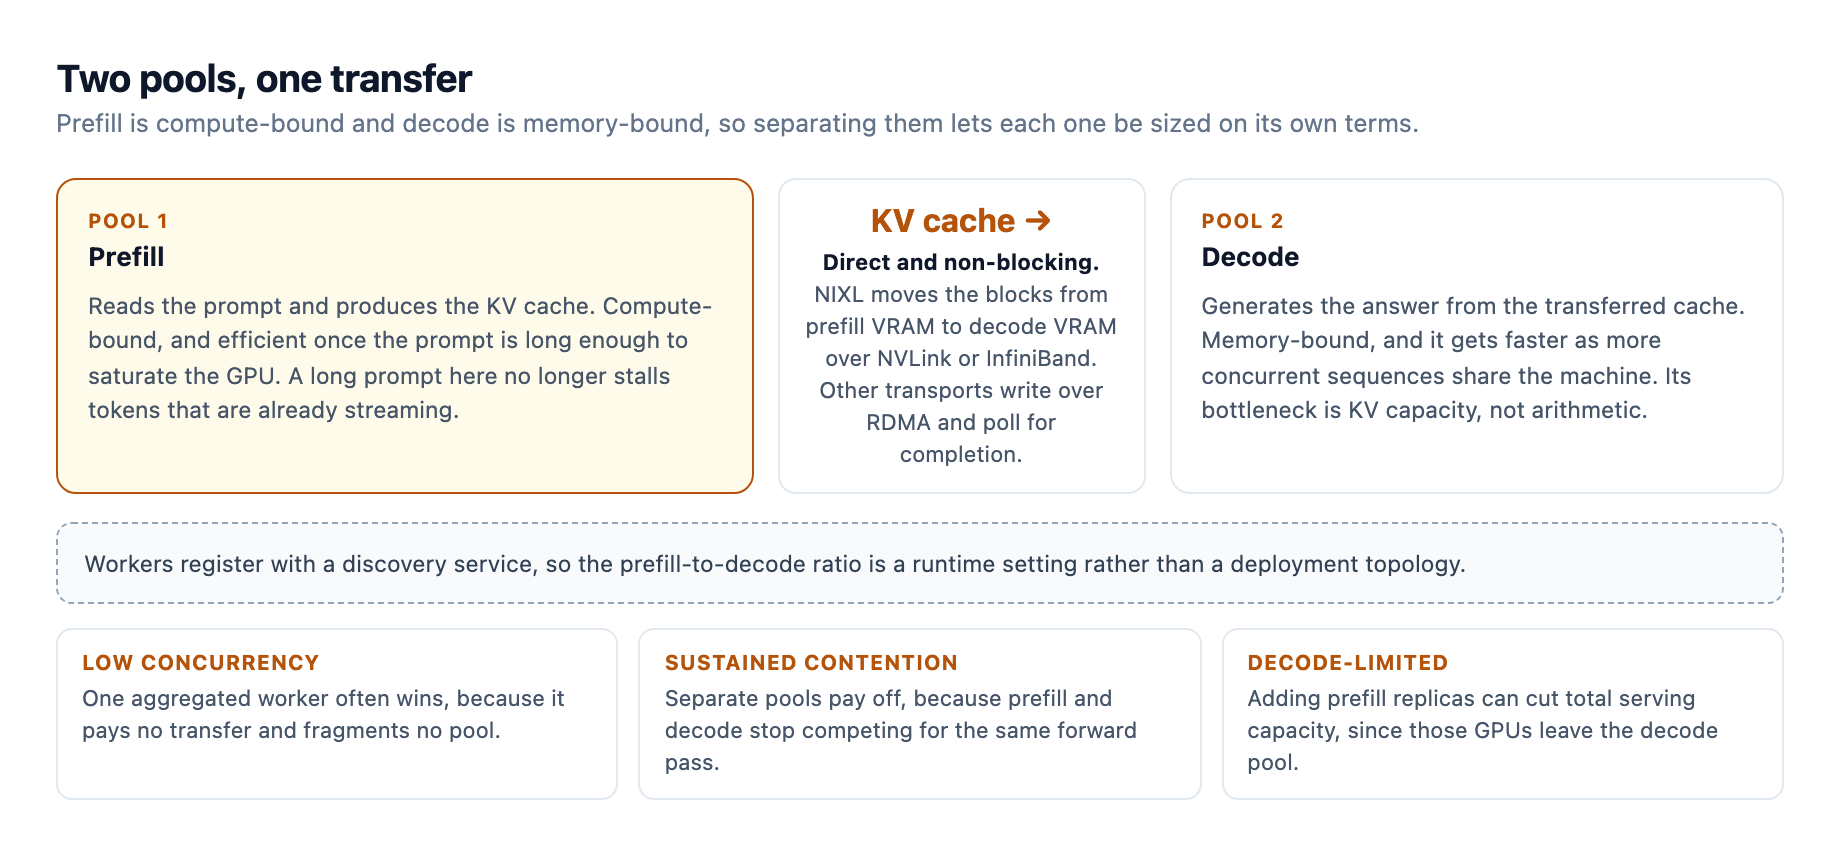 Two pools, one transfer
Prefill is compute-bound and decode is memory-bound, so separating them lets each one be sized on its own terms.
POOL 1
Prefill
Reads the prompt and produces the KV cache. Compute-
bound, and efficient once the prompt is long enough to
saturate the GPU. A long prompt here no longer stalls
tokens that are already streaming.
KV cache →
Direct and non-blocking.
NIXL moves the blocks from
prefill VRAM to decode VRAM
over NVLink or InfiniBand.
Other transports write over
RDMA and poll for
completion.
POOL 2
Decode
Generates the answer from the transferred cache.
Memory-bound, and it gets faster as more
concurrent sequences share the machine. Its
bottleneck is KV capacity, not arithmetic.
Workers register with a discovery service, so the prefill-to-decode ratio is a runtime setting rather than a deployment topology.
LOW CONCURRENCY
One aggregated worker often wins, because it
pays no transfer and fragments no pool.
SUSTAINED CONTENTION
Separate pools pay off, because prefill and
decode stop competing for the same forward
pass.
DECODE-LIMITED
Adding prefill replicas can cut total serving
capacity, since those GPUs leave the decode
pool.